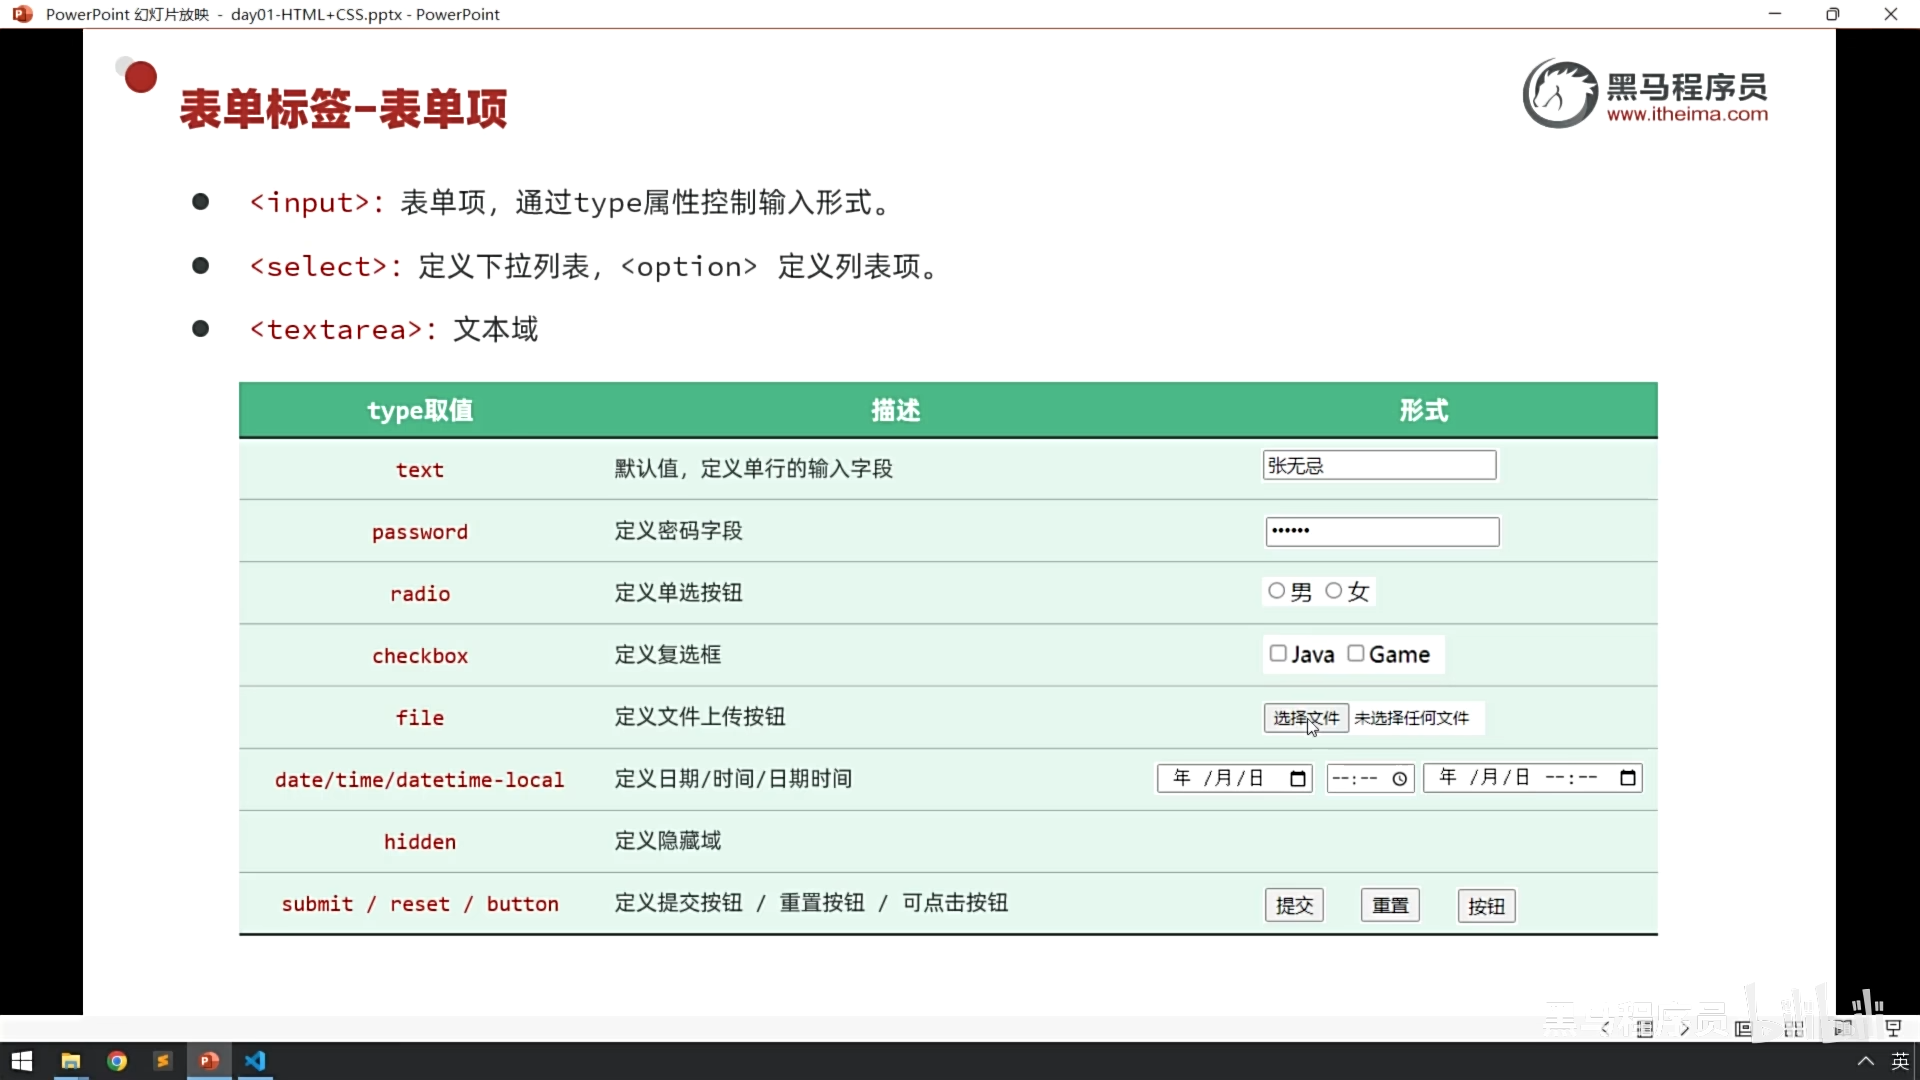 PowerPoint 幻灯片放映 - day01-HTML+CSS.pptx - PowerPoint
表单标签-表单项
黑马程序员
www.itheima.com
<input>：表单项，通过type属性控制输入形式。
<select>：定义下拉列表，<option> 定义列表项。
<textarea>：文本域
type取值 描述 形式
text 默认值，定义单行的输入字段 张无忌
password 定义密码字段 ••••••
radio 定义单选按钮 男 女
checkbox 定义复选框 Java Game
file 定义文件上传按钮 选择文件 未选择任何文件
date/time/datetime-local 定义日期/时间/日期时间 年 /月/日 --:-- 年 /月/日 --:--
hidden 定义隐藏域
submit / reset / button 定义提交按钮 / 重置按钮 / 可点击按钮 提交 重置 按钮
黑马程序员 bilibili
英